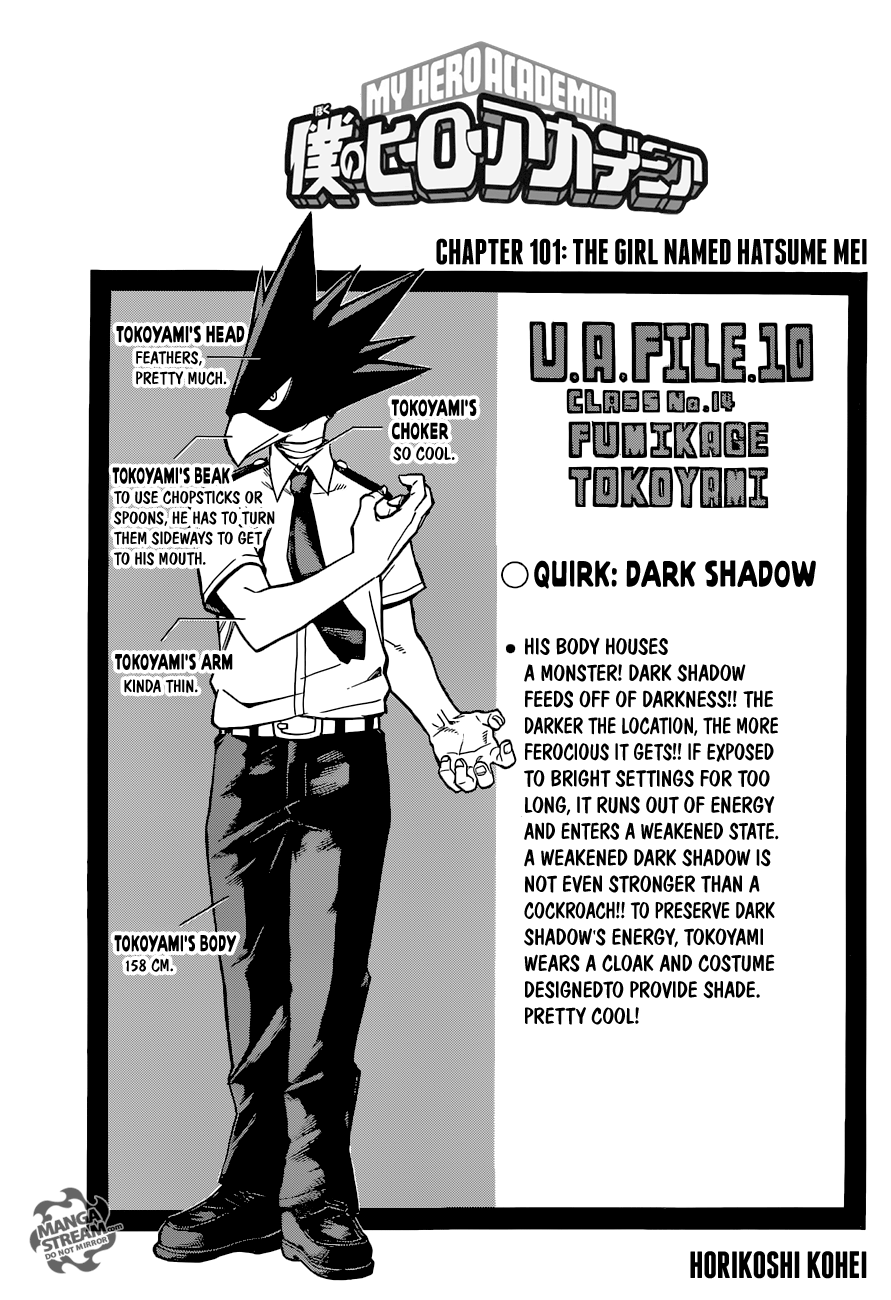 MY HERO ACADEMIA
ぼく
僕のヒーローアカデミア
CHAPTER 101: THE GIRL NAMED HATSUME MEI
TOKOYAMI'S HEAD
FEATHERS,
PRETTY MUCH.
TOKOYAMI'S
CHOKER
SO COOL.
TOKOYAMI'S BEAK
TO USE CHOPSTICKS OR
SPOONS, HE HAS TO TURN
THEM SIDEWAYS TO GET
TO HIS MOUTH.
TOKOYAMI'S ARM
KINDA THIN.
TOKOYAMI'S BODY
158 CM.
U.A.FILE.10
CLASS No.14
FUMIKAGE
TOKOYAMI
QUIRK: DARK SHADOW
• HIS BODY HOUSES
A MONSTER! DARK SHADOW
FEEDS OFF OF DARKNESS!! THE
DARKER THE LOCATION, THE MORE
FEROCIOUS IT GETS!! IF EXPOSED
TO BRIGHT SETTINGS FOR TOO
LONG, IT RUNS OUT OF ENERGY
AND ENTERS A WEAKENED STATE.
A WEAKENED DARK SHADOW IS
NOT EVEN STRONGER THAN A
COCKROACH!! TO PRESERVE DARK
SHADOW'S ENERGY, TOKOYAMI
WEARS A CLOAK AND COSTUME
DESIGNEDTO PROVIDE SHADE.
PRETTY COOL!
MANGA
STREAM.com
DO NOT MIRROR
HORIKOSHI KOHEI